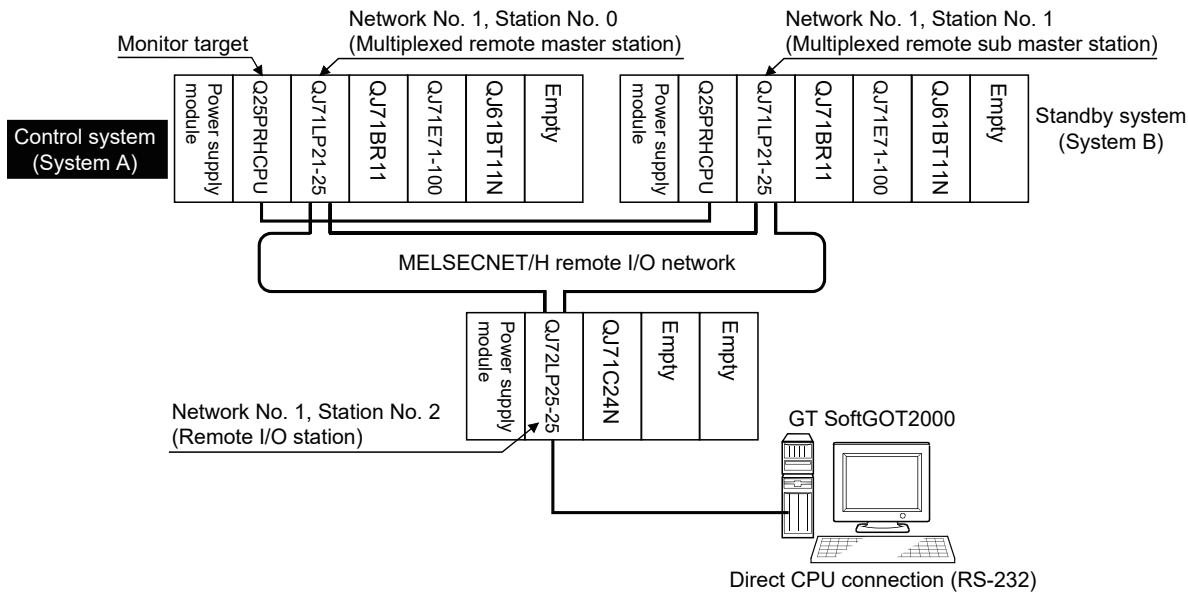 Network No. 1, Station No. 0
(Multiplexed remote master station)
Network No. 1, Station No. 1
(Multiplexed remote sub master station)
Monitor target
Control system
(System A)
Power supply
module
Q25PRHCPU
QJ71LP21-25
QJ71BR11
QJ71E71-100
QJ61BT11N
Empty
Power supply
module
Q25PRHCPU
QJ71LP21-25
QJ71BR11
QJ71E71-100
QJ61BT11N
Empty
Standby system
(System B)
MELSECNET/H remote I/O network
Power supply
module
QJ72LP25-25
QJ71C24N
Empty
Empty
Network No. 1, Station No. 2
(Remote I/O station)
GT SoftGOT2000
Direct CPU connection (RS-232)